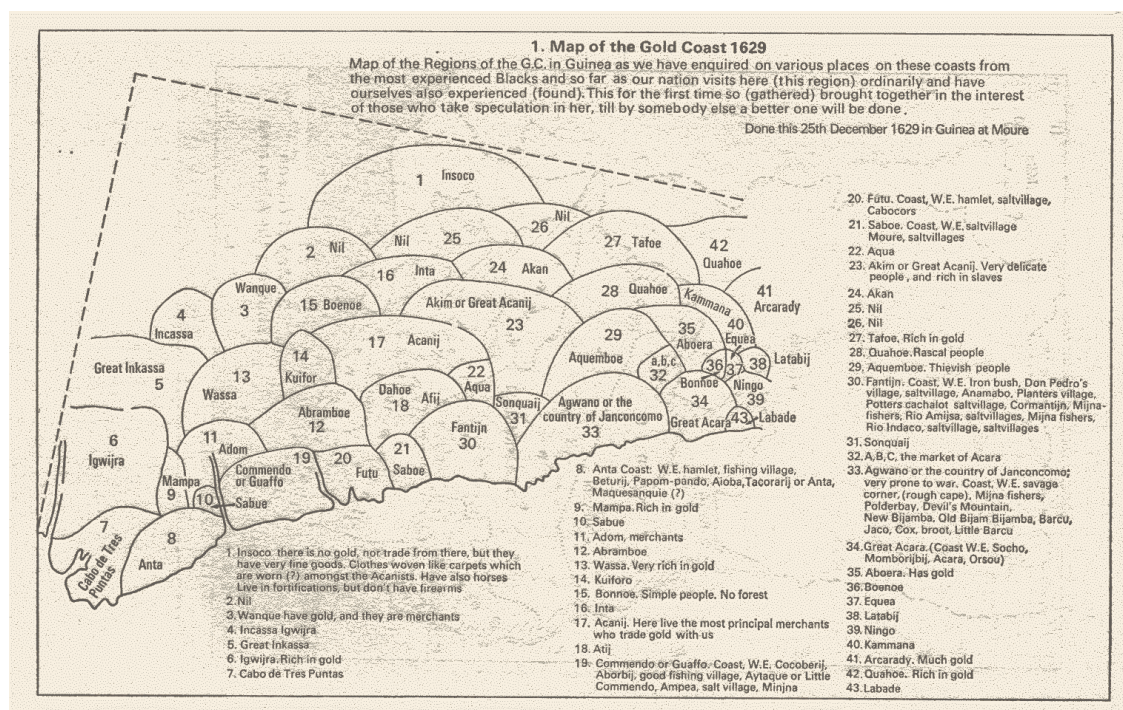 1. Map of the Gold Coast 1629
Map of the Regions of the G.C. in Guinea as we have enquired on various places on these coasts from
the most experienced Blacks and so far as our nation visits here (this region) ordinarily and have
ourselves also experienced (found). This for the first time so (gathered) brought together in the interest
of those who take speculation in her, till by somebody else a better one will be done.
Done this 25th December 1629 in Guinea at Moure
1 Insoco
2 Nil
Nil 25
26 Nil
27 Tafoe
42
Quahoe
16 Inta
24 Akan
28 Quahoe
Kammana
41
Arcarady
Wanque
3
15 Boenoe
Akim or Great Acanij
23
4
Incassa
17 Acanij
29
Aquemboe
35
Aboera
40
Equea
Great Inkassa
5
13
Wassa
14
Kuifor
22
Aqua
a,b,c
32
36
37
38
Latabij
Bonnoe
Ningo
39
Dahoe
18
Afij
Abramboe
12
Sonquaij
31
Agwano or the
country of Janconcomo
33
34
Great Acara
43
Labade
6
Igwijra
11
Adom
Fantijn
30
21
Saboe
20
Futu
19
Commendo
or Guaffo
Mampa
9
10
Sabue
7
Cabo de Tres
Puntas
8
Anta
1. Insoco there is no gold, not trade from there, but they
have very fine goods. Clothes woven like carpets which
are worn (?) amongst the Acanists. Have also horses
Live in fortifications, but don't have firearms
2. Nil
3. Wanque have gold, and they are merchants
4. Incassa Igwijra
5. Great Inkassa
6. Igwijra. Rich in gold
7. Cabo de Tres Puntas
8. Anta Coast: W.E. hamlet, fishing village,
Beturij, Papom-pando, Aioba, Tacorarij or Anta,
Maquesanquie (?)
9. Mampa. Rich in gold
10. Sabue
11. Adom, merchants
12. Abramboe
13. Wassa. Very rich in gold
14. Kuiforo
15. Bonnoe. Simple people. No forest
16. Inta
17. Acanij. Here live the most principal merchants
who trade gold with us
18. Atij
19. Commendo or Guaffo. Coast, W.E. Cocoberij,
Aborbij, good fishing village, Aytaque or Little
Commendo, Ampea, salt village, Minjna
20. Futu. Coast, W.E. hamlet, saltvillage,
Cabocors
21. Saboe. Coast, W.E. saltvillage
Moure, saltvillages
22. Aqua
23. Akim or Great Acanij. Very delicate
people, and rich in slaves
24. Akan
25. Nil
26. Nil
27. Tafoe. Rich in gold
28. Quahoe. Rascal people
29. Aquemboe. Thievish people
30. Fantijn. Coast, W.E. Iron bush, Don Pedro's
village, saltvillage, Anamabo, Planters village,
Potters cachalot saltvillage, Cormantijn, Mijna-
fishers, Rio Amijsa, saltvillages, Mijna fishers,
Rio Indaco, saltvillage, saltvillages
31. Sonquaij
32. A,B,C, the market of Acara
33. Agwano or the country of Janconcomo;
very prone to war. Coast, W.E. savage
corner, (rough cape), Mijna fishers,
Polderbay, Devil's Mountain,
New Bijamba, Old Bijam Bijamba, Barcu,
Jaco, Cox, broot, Little Barcu
34. Great Acara. (Coast W.E. Socho,
Momborijbij, Acara, Orsou)
35. Aboera. Has gold
36. Boenoe
37. Equea
38. Latabij
39. Ningo
40. Kammana
41. Arcarady. Much gold
42. Quahoe. Rich in gold
43. Labade